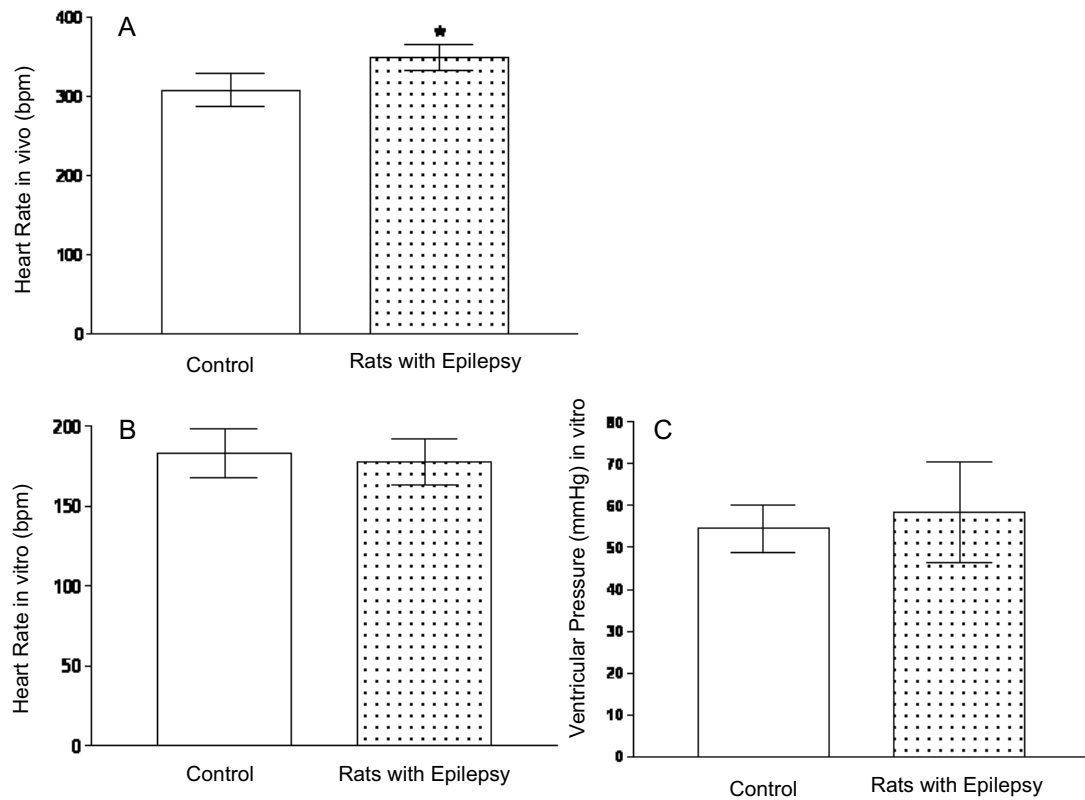 A
*
Heart Rate in vivo (bpm)
400
300
200
100
0
Control
Rats with Epilepsy
B
Heart Rate in vitro (bpm)
200
150
100
50
0
Control
Rats with Epilepsy
C
Ventricular Pressure (mmHg) in vitro
80
70
60
50
40
30
20
10
0
Control
Rats with Epilepsy